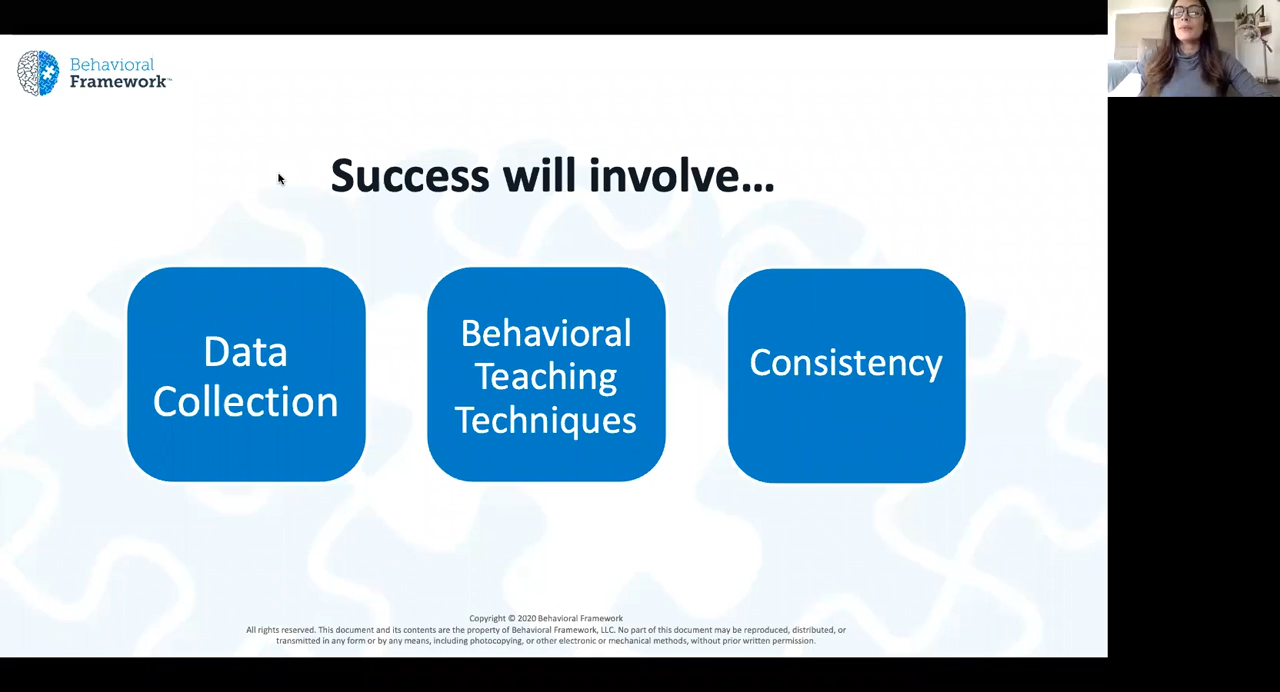 Behavioral
Framework™
Success will involve...
Data
Collection
Behavioral
Teaching
Techniques
Consistency
Copyright © 2020 Behavioral Framework
All rights reserved. This document and its contents are the property of Behavioral Framework, LLC. No part of this document may be reproduced, distributed, or
transmitted in any form or by any means, including photocopying, or other electronic or mechanical methods, without prior written permission.